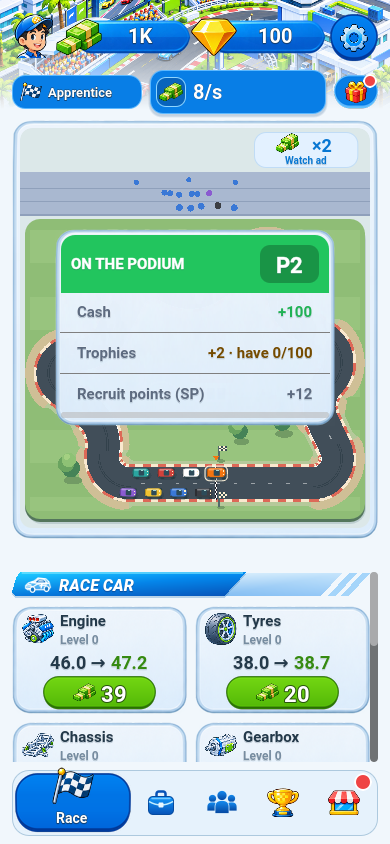 1K
100
Apprentice
8/s
×2
Watch ad
ON THE PODIUM
P2
Cash
+100
Trophies
+2 · have 0/100
Recruit points (SP)
+12
RACE CAR
Engine
Level 0
46.0 → 47.2
39
Tyres
Level 0
38.0 → 38.7
20
Chassis
Level 0
Gearbox
Level 0
Race